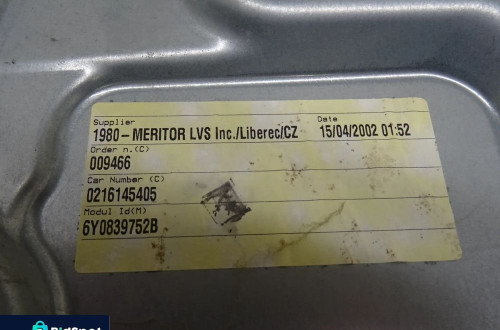 Supplier
1980-MERITOR LVS Inc./Liberec/CZ
Date
15/04/2002 01:52
Order n.(C)
009466
Car Number (C)
0216145405
Modul Id(M)
6Y0839752B
BidSpot